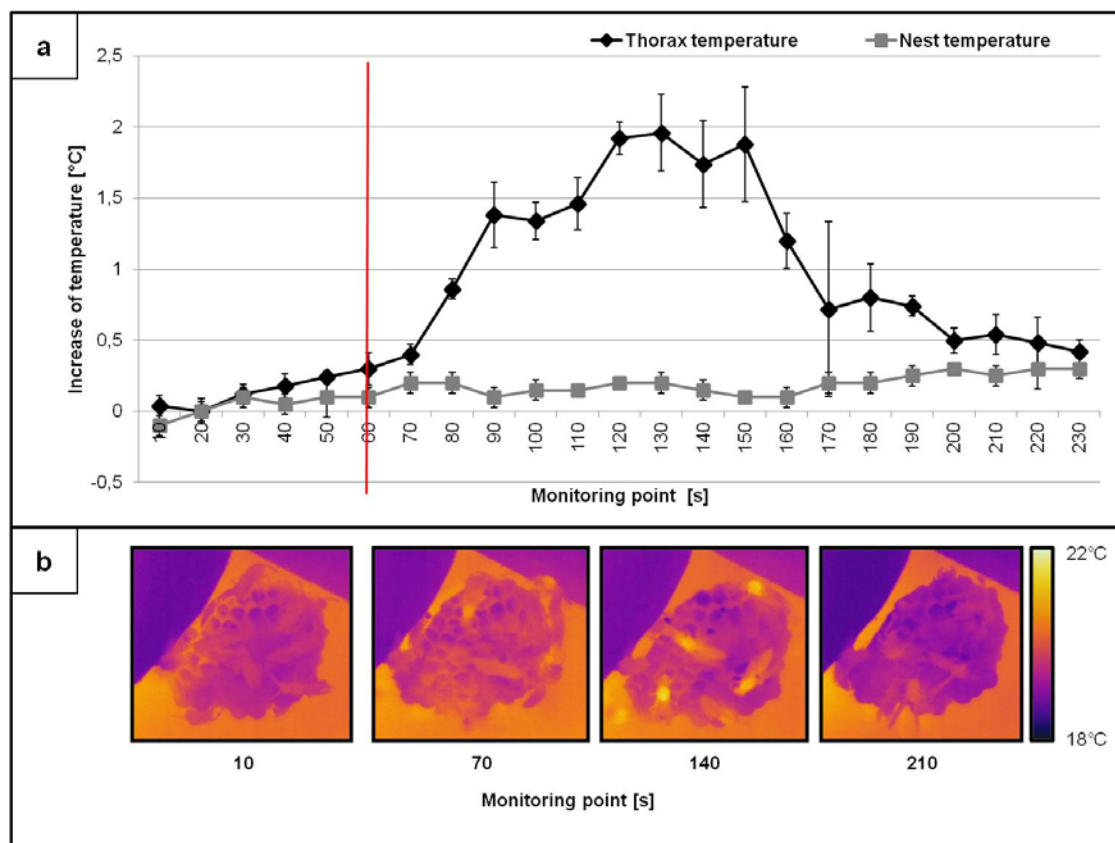 a
Thorax temperature
Nest temperature
2,5
2
1,5
1
0,5
0
-0,5
Increase of temperature [°C]
10 20 30 40 50 60 70 80 90 100 110 120 130 140 150 160 170 180 190 200 210 220 230
Monitoring point [s]
b
22°C
18°C
10 70 140 210
Monitoring point [s]